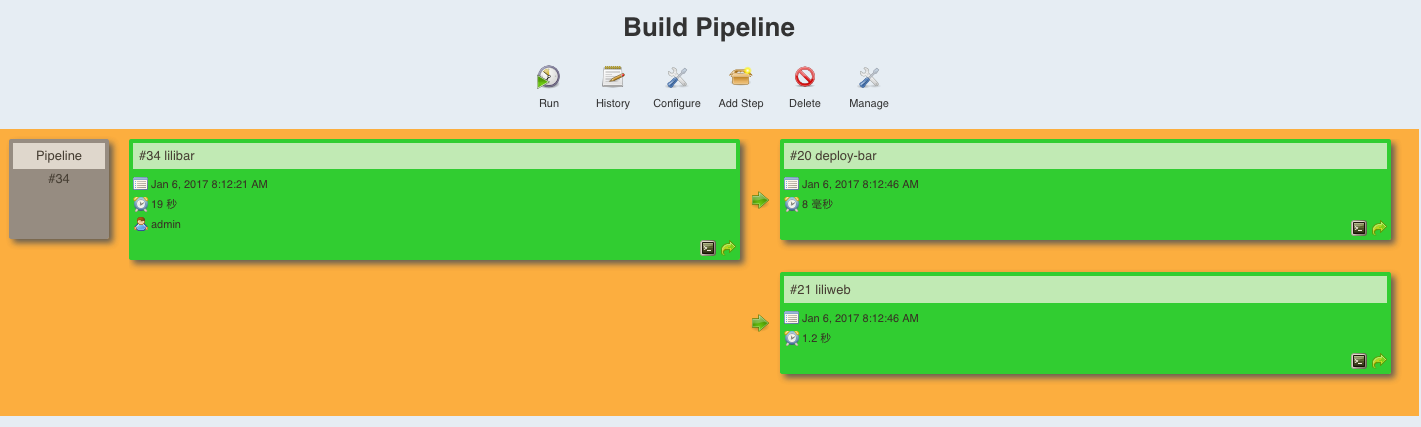 Build Pipeline
Run
History
Configure
Add Step
Delete
Manage
Pipeline
#34
#34 lilibar
Jan 6, 2017 8:12:21 AM
19 秒
admin
#20 deploy-bar
Jan 6, 2017 8:12:46 AM
8 毫秒
#21 liliweb
Jan 6, 2017 8:12:46 AM
1.2 秒